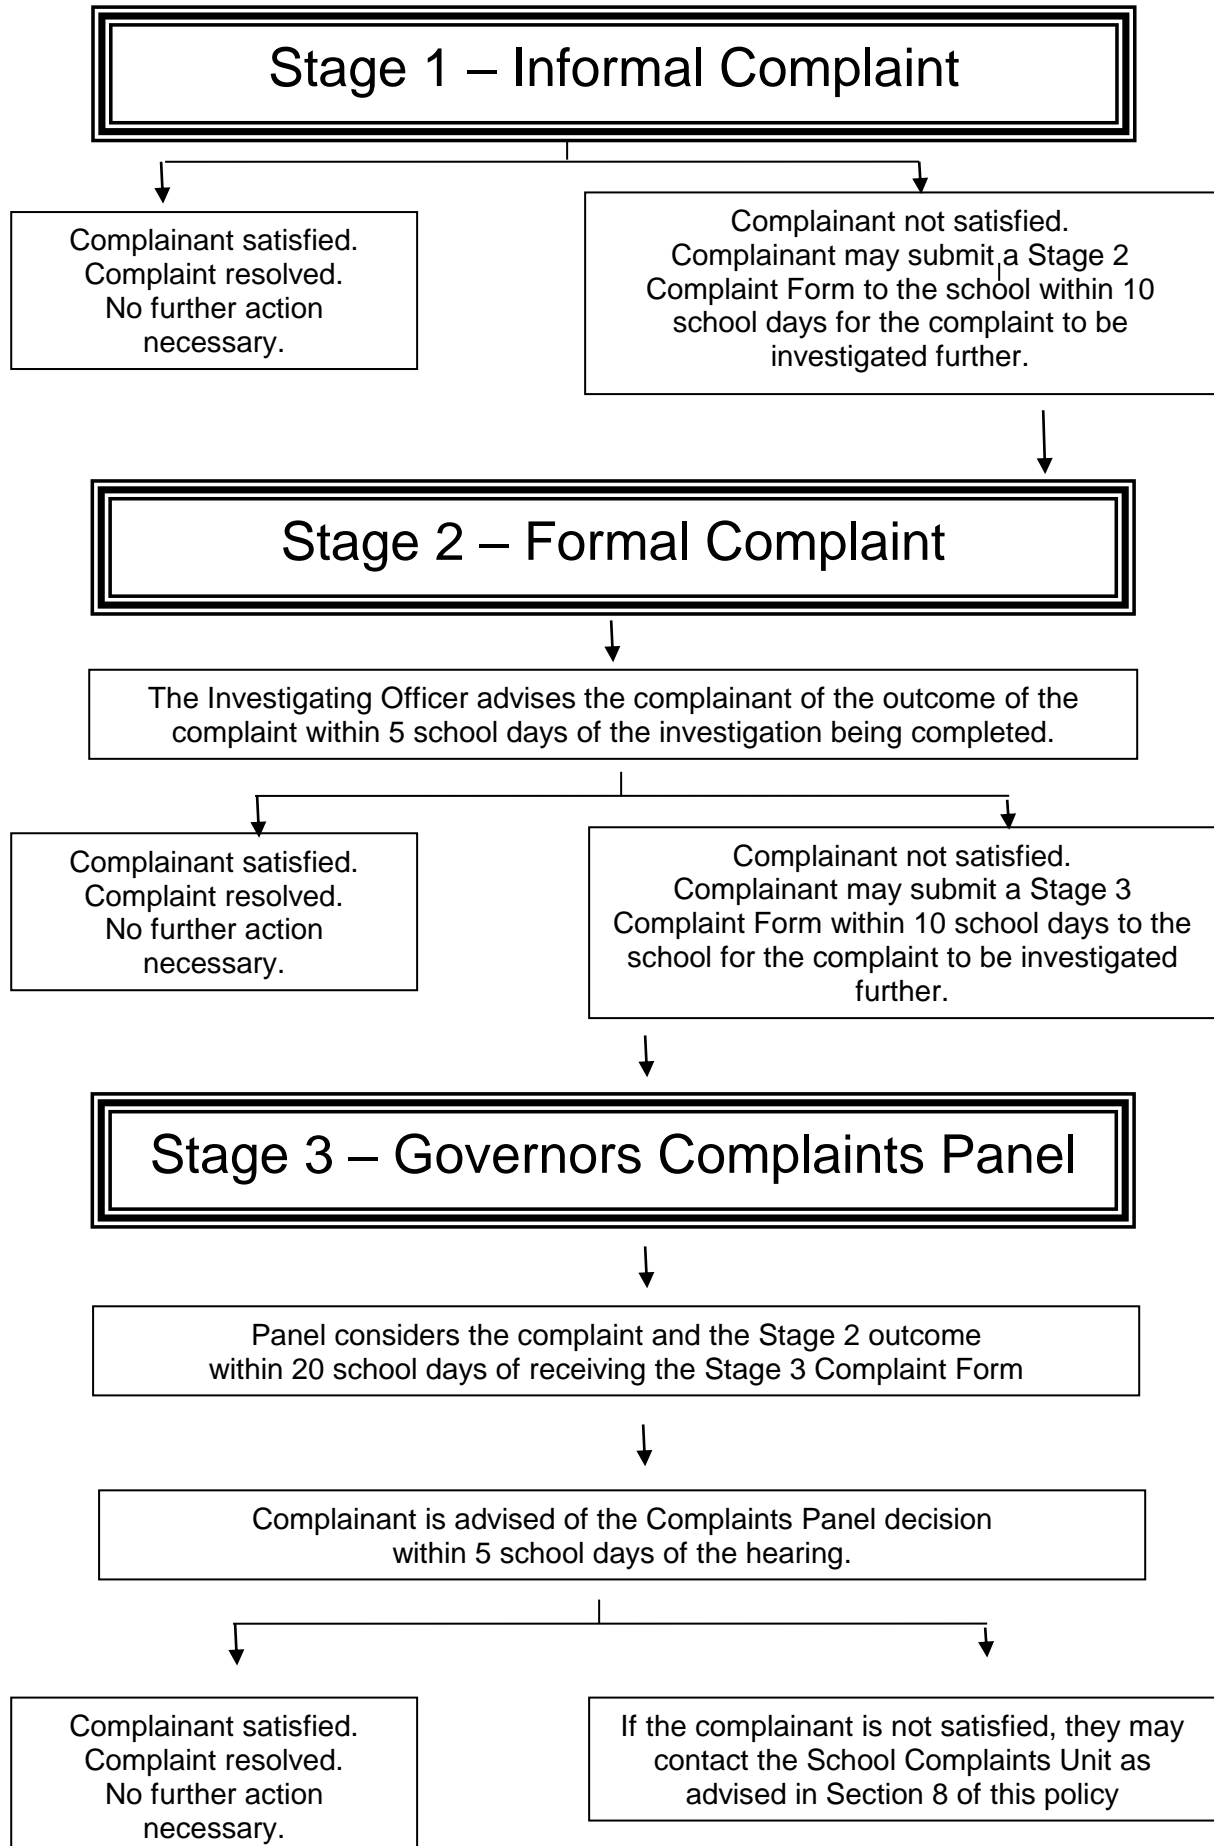 Stage 1 – Informal Complaint
Complainant satisfied.
Complaint resolved.
No further action
necessary.
Complainant not satisfied.
Complainant may submit a Stage 2
Complaint Form to the school within 10
school days for the complaint to be
investigated further.
Stage 2 – Formal Complaint
The Investigating Officer advises the complainant of the outcome of the
complaint within 5 school days of the investigation being completed.
Complainant satisfied.
Complaint resolved.
No further action
necessary.
Complainant not satisfied.
Complainant may submit a Stage 3
Complaint Form within 10 school days to the
school for the complaint to be investigated
further.
Stage 3 – Governors Complaints Panel
Panel considers the complaint and the Stage 2 outcome
within 20 school days of receiving the Stage 3 Complaint Form
Complainant is advised of the Complaints Panel decision
within 5 school days of the hearing.
Complainant satisfied.
Complaint resolved.
No further action
necessary.
If the complainant is not satisfied, they may
contact the School Complaints Unit as
advised in Section 8 of this policy